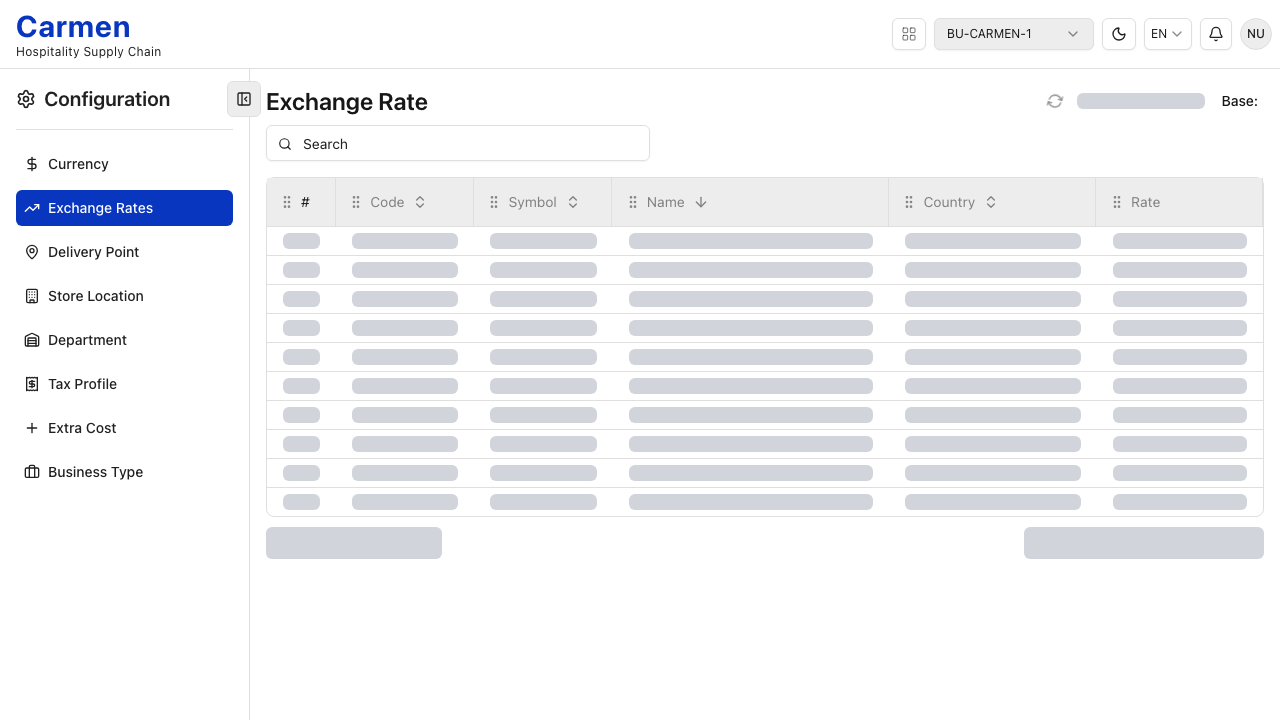 Carmen
Hospitality Supply Chain
BU-CARMEN-1
EN
NU
Configuration
Currency
Exchange Rates
Delivery Point
Store Location
Department
Tax Profile
Extra Cost
Business Type
Exchange Rate
Base:
Search
# Code Symbol Name Country Rate